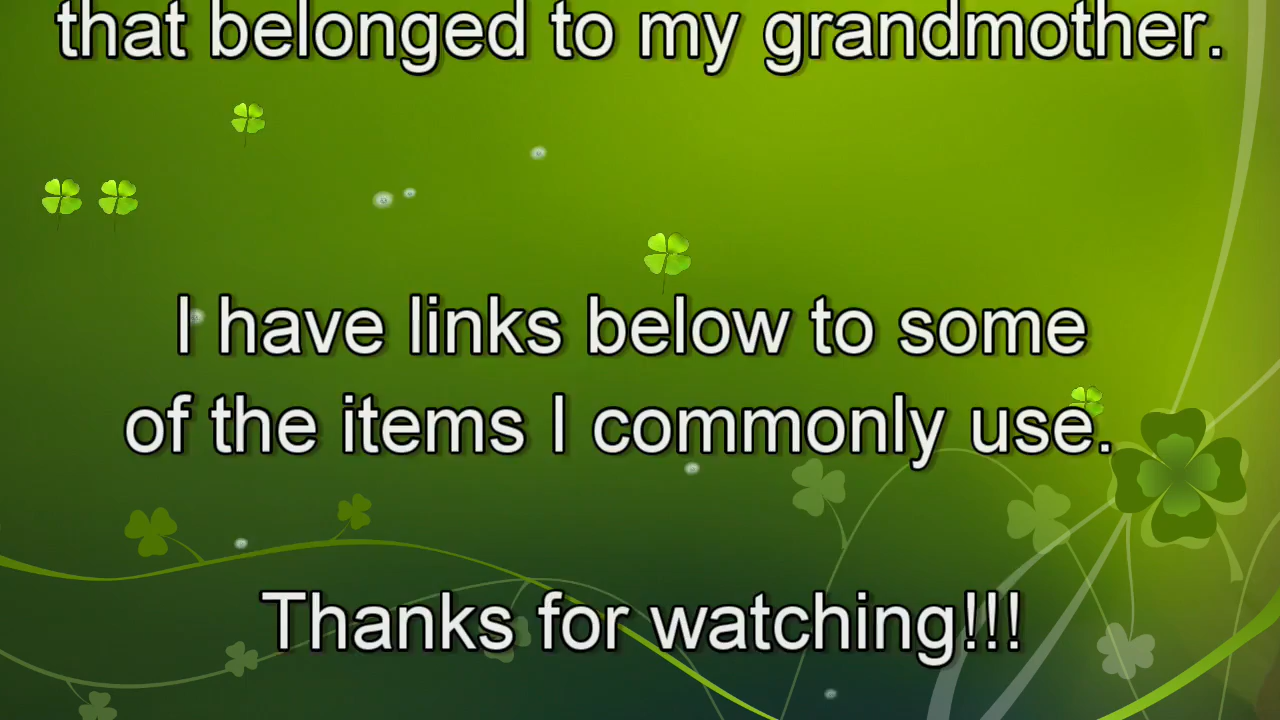 that belonged to my grandmother.
I have links below to some
of the items I commonly use.
Thanks for watching!!!